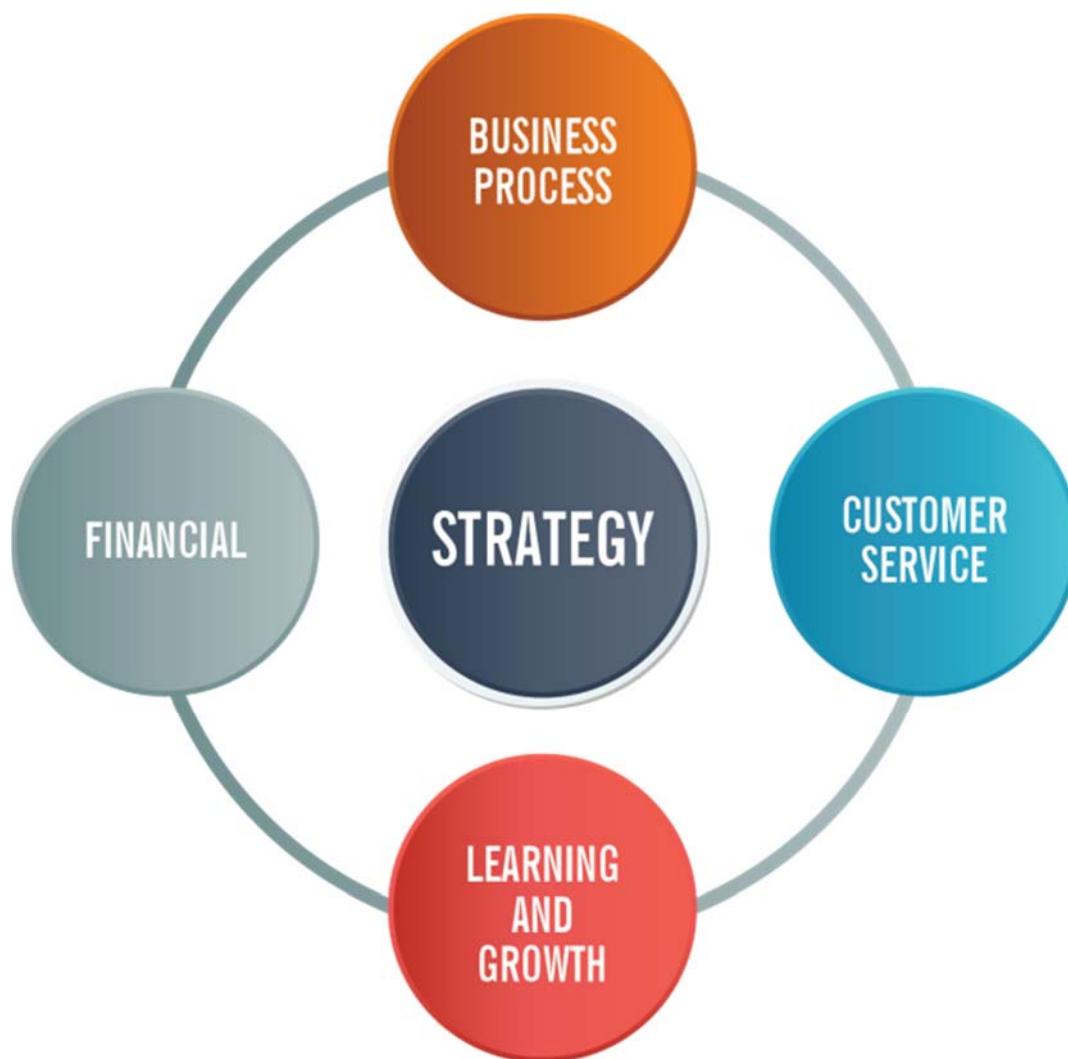 BUSINESS
PROCESS
FINANCIAL
STRATEGY
CUSTOMER
SERVICE
LEARNING
AND
GROWTH